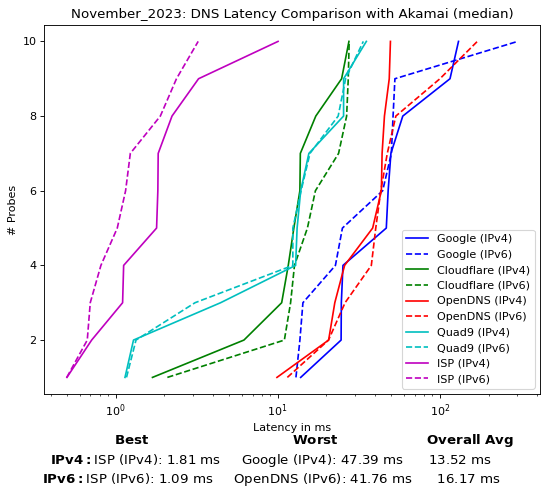 November_2023: DNS Latency Comparison with Akamai (median)
10
8
6
4
2
# Probes
Google (IPv4)
Google (IPv6)
Cloudflare (IPv4)
Cloudflare (IPv6)
OpenDNS (IPv4)
OpenDNS (IPv6)
Quad9 (IPv4)
Quad9 (IPv6)
ISP (IPv4)
ISP (IPv6)
10⁰ 10¹ 10²
Latency in ms
Best Worst Overall Avg
IPv4: ISP (IPv4): 1.81 ms Google (IPv4): 47.39 ms 13.52 ms
IPv6: ISP (IPv6): 1.09 ms OpenDNS (IPv6): 41.76 ms 16.17 ms